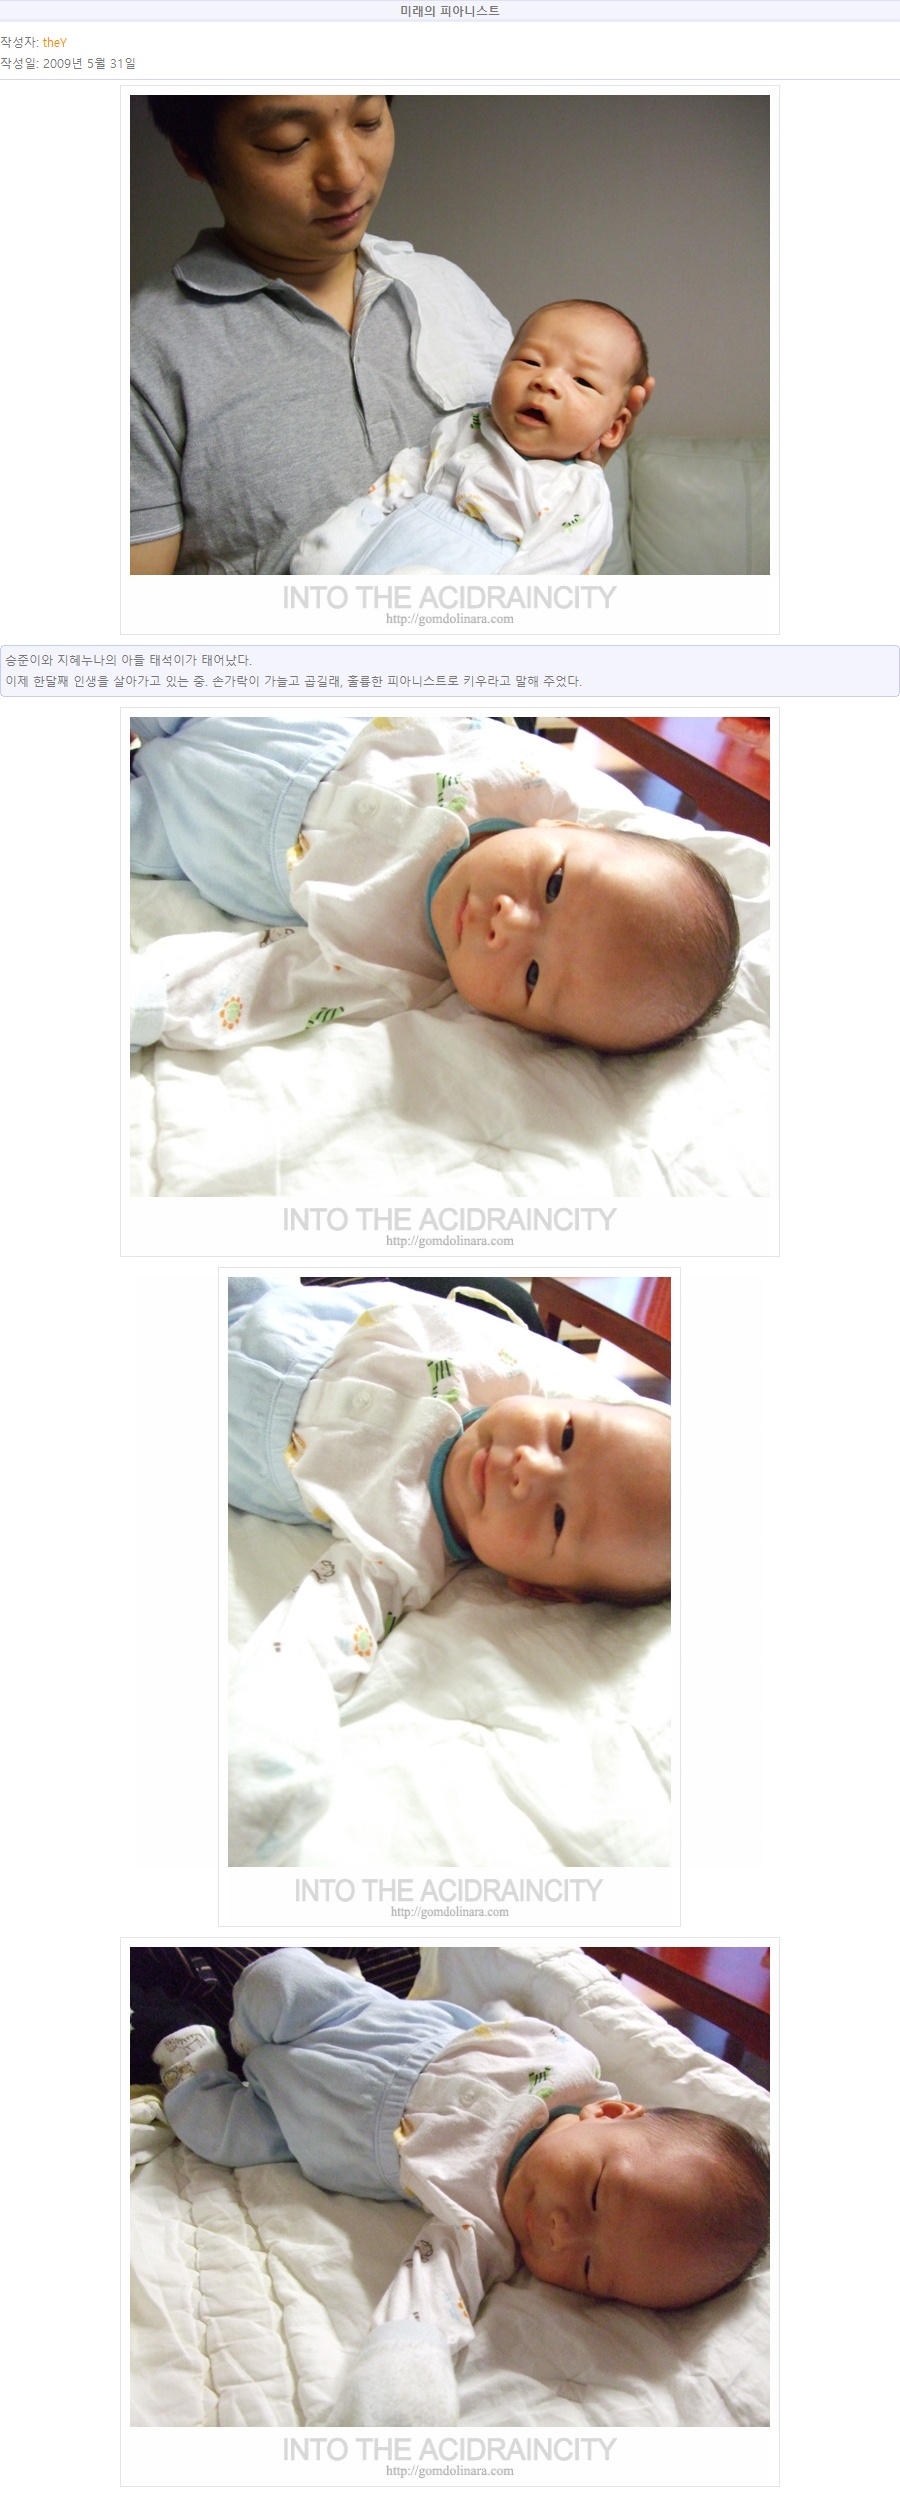 미래의 피아니스트
작성자: theY
작성일: 2009년 5월 31일
INTO THE ACIDRAINCITY
http://gomdolinara.com
승준이와 지혜누나의 아들 태석이가 태어났다.
이제 한달째 인생을 살아가고 있는 중. 손가락이 가늘고 곱길래, 훌륭한 피아니스트로 키우라고 말해 주었다.
INTO THE ACIDRAINCITY
http://gomdolinara.com
INTO THE ACIDRAINCITY
http://gomdolinara.com
INTO THE ACIDRAINCITY
http://gomdolinara.com